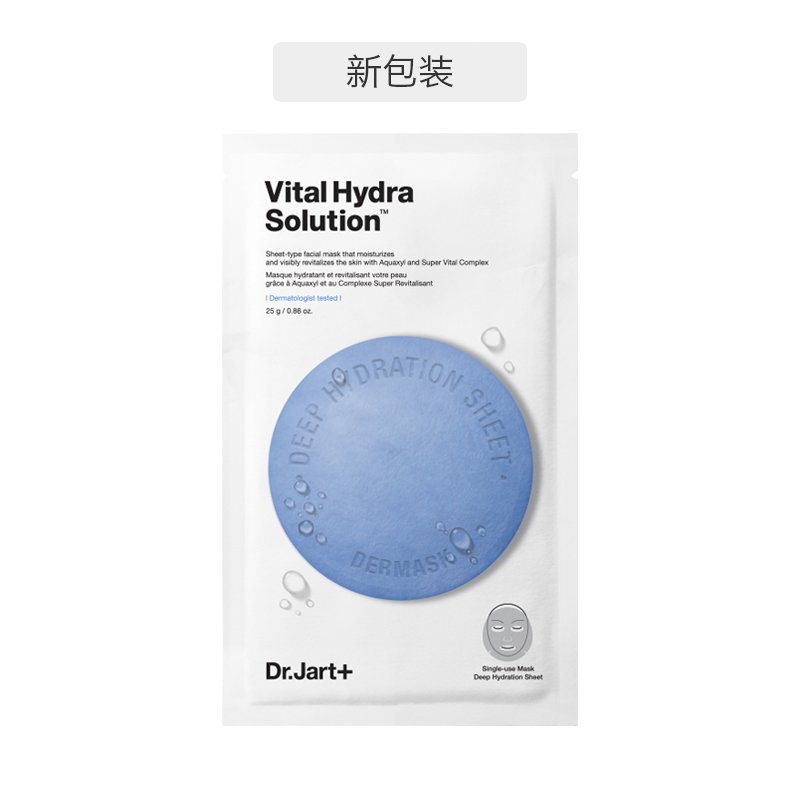 新包装
Vital Hydra
Solution™
Sheet-type facial mask that moisturizes
and visibly revitalizes the skin with Aquaxyl and Super Vital Complex
Masque hydratant et revitalisant votre peau
grâce à Aquaxyl et au Complexe Super Revitalisant
I Dermatologist tested I
25 g / 0.88 oz.
· DEEP HYDRATION SHEET ·
DERMASK
Dr.Jart+
Single-use Mask
Deep Hydration Sheet